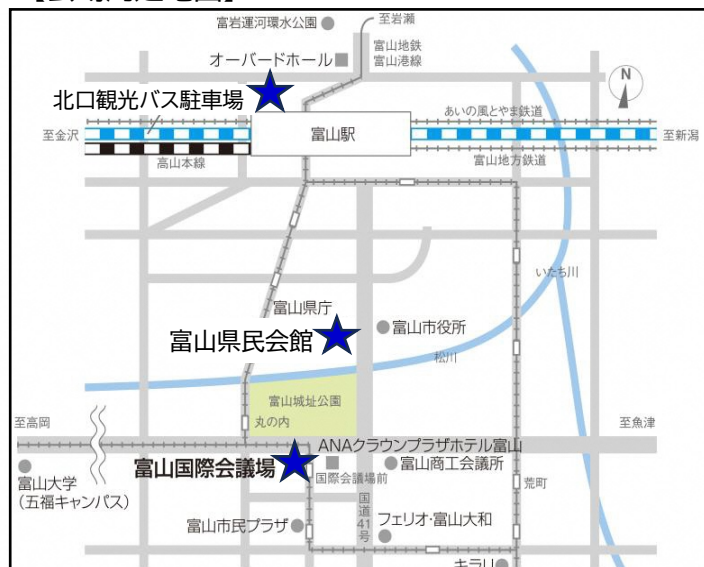 富岩運河環水公園
至岩瀬
オーバードホール
富山地鉄
富山港線
N
北口観光バス駐車場
あいの風とやま鉄道
至金沢
富山駅
至新潟
高山本線
富山地方鉄道
いたち川
富山県庁
富山市役所
富山県民会館
松川
富山城址公園
至高岡
丸の内
至魚津
ANAクラウンプラザホテル富山
富山国際会議場
富山商工会議所
国際会議場前
富山大学
(五福キャンパス)
荒町
国道41号
富山市民プラザ
フェリオ・富山大和
キラリ